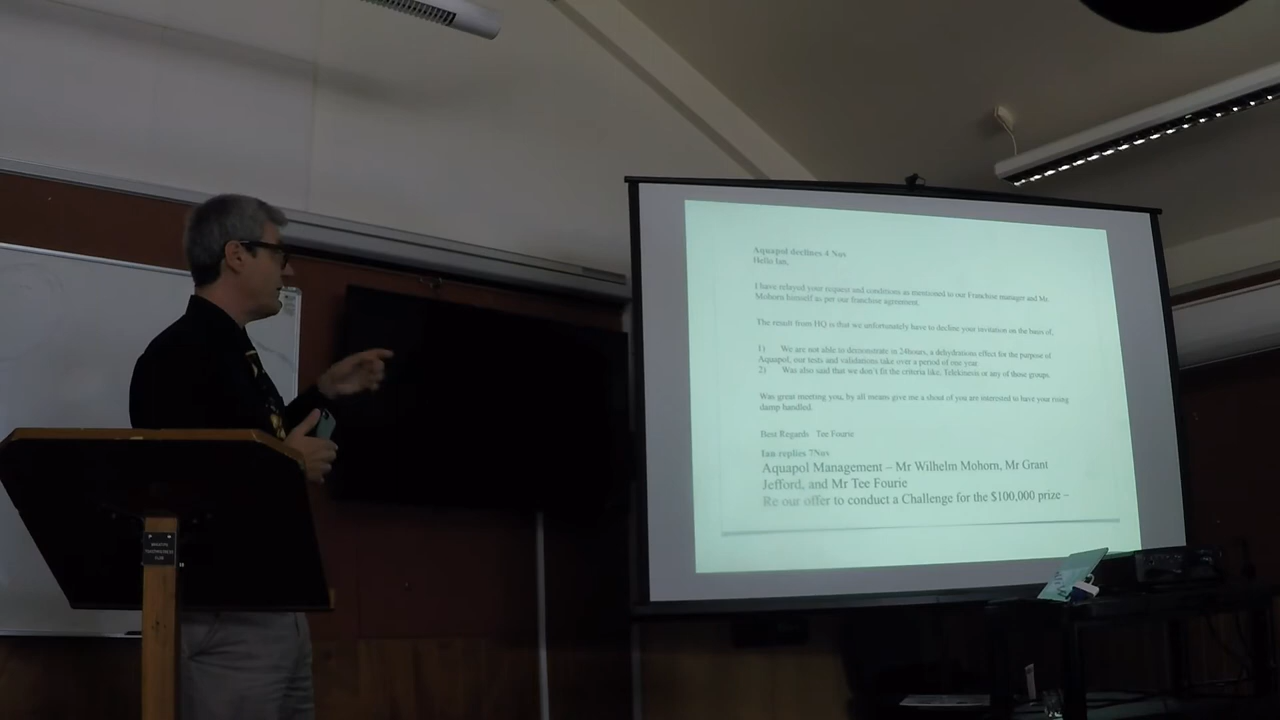 Aquapol declines 4 Nov
Hello Ian,
I have relayed your request and conditions as mentioned to our Franchise manager and Mr.
Mohorn himself as per our franchise agreement.
The result from HQ is that we unfortunately have to decline your invitation on the basis of,
1) We are not able to demonstrate in 24hours, a dehydrations effect for the purpose of
Aquapol, our tests and validations take over a period of one year
2) Was also said that we don't fit the criteria like, Telekinesis or any of those groups.
Was great meeting you, by all means give me a shout of you are interested to have your rising
damp handled.
Best Regards Tee Fourie
Ian replies 7Nov
Aquapol Management – Mr Wilhelm Mohorn, Mr Grant
Jefford, and Mr Tee Fourie
Re our offer to conduct a Challenge for the $100,000 prize –